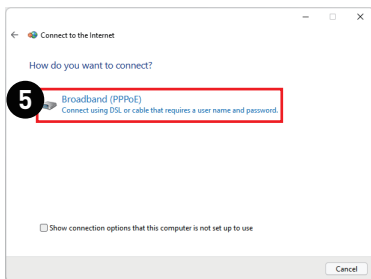 Connect to the Internet
How do you want to connect?
5
Broadband (PPPoE)
Connect using DSL or cable that requires a user name and password.
Show connection options that this computer is not set up to use
Cancel